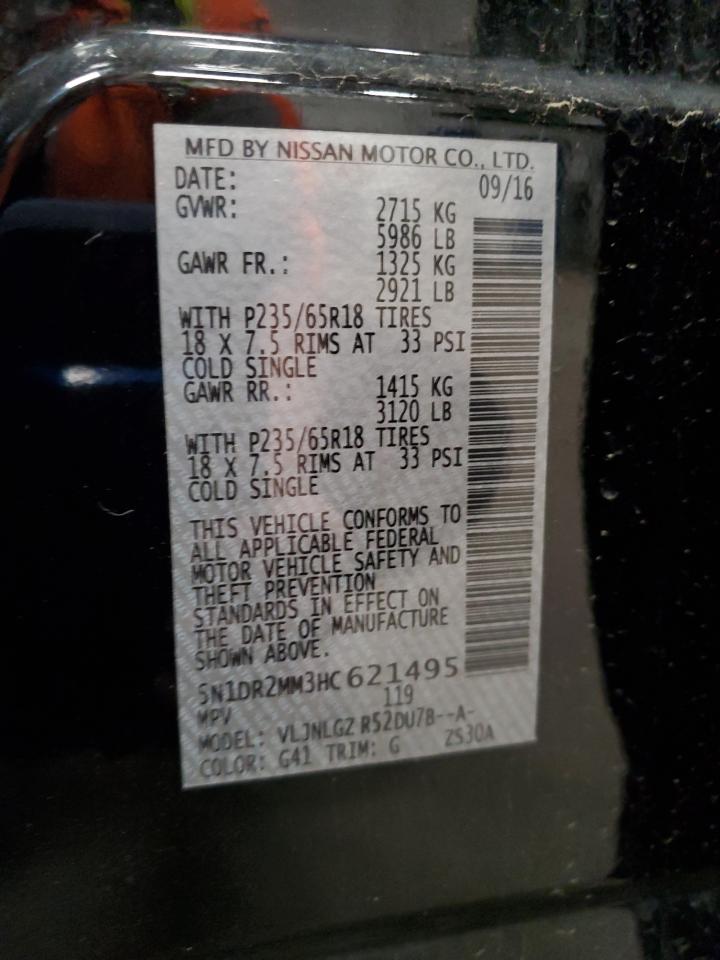 MFD BY NISSAN MOTOR CO., LTD.
DATE: 09/16
GVWR: 2715 KG
5986 LB
GAWR FR.: 1325 KG
2921 LB
WITH P235/65R18 TIRES
18 X 7.5 RIMS AT 33 PSI
COLD SINGLE
GAWR RR.: 1415 KG
3120 LB
WITH P235/65R18 TIRES
18 X 7.5 RIMS AT 33 PSI
COLD SINGLE
THIS VEHICLE CONFORMS TO
ALL APPLICABLE FEDERAL
MOTOR VEHICLE SAFETY AND
THEFT PREVENTION
STANDARDS IN EFFECT ON
THE DATE OF MANUFACTURE
SHOWN ABOVE.
5N1DR2MM3HC 621495
MPV 119
MODEL: VLJNLGZ R52DU7B--A-
COLOR: G41 TRIM: G ZS30A